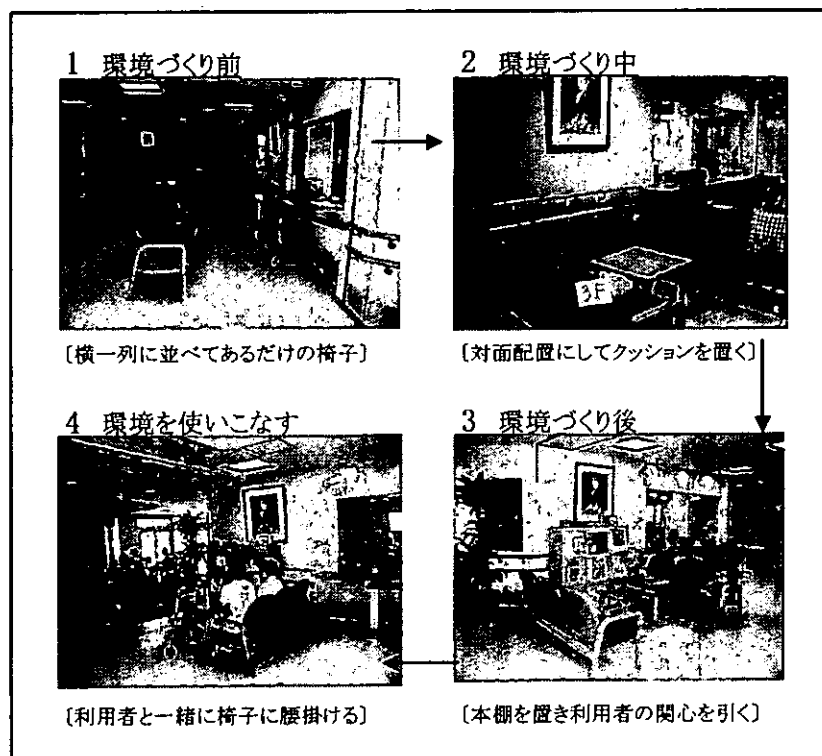 1 環境づくり前
2 環境づくり中
3F
〔横一列に並べてあるだけの椅子〕
〔対面配置にしてクッションを置く〕
4 環境を使いこなす
3 環境づくり後
〔利用者と一緒に椅子に腰掛ける〕
〔本棚を置き利用者の関心を引く〕